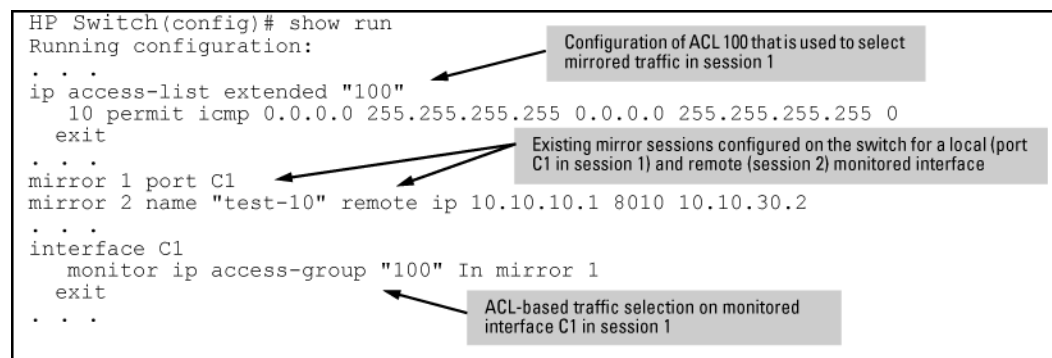 HP Switch(config)# show run
Running configuration:
. . .
Configuration of ACL 100 that is used to select
mirrored traffic in session 1
ip access-list extended "100"
10 permit icmp 0.0.0.0 255.255.255.255 0.0.0.0 255.255.255.255 0
exit
. . .
Existing mirror sessions configured on the switch for a local (port
C1 in session 1) and remote (session 2) monitored interface
mirror 1 port C1
mirror 2 name "test-10" remote ip 10.10.10.1 8010 10.10.30.2
. . .
interface C1
monitor ip access-group "100" In mirror 1
exit
. . .
ACL-based traffic selection on monitored
interface C1 in session 1